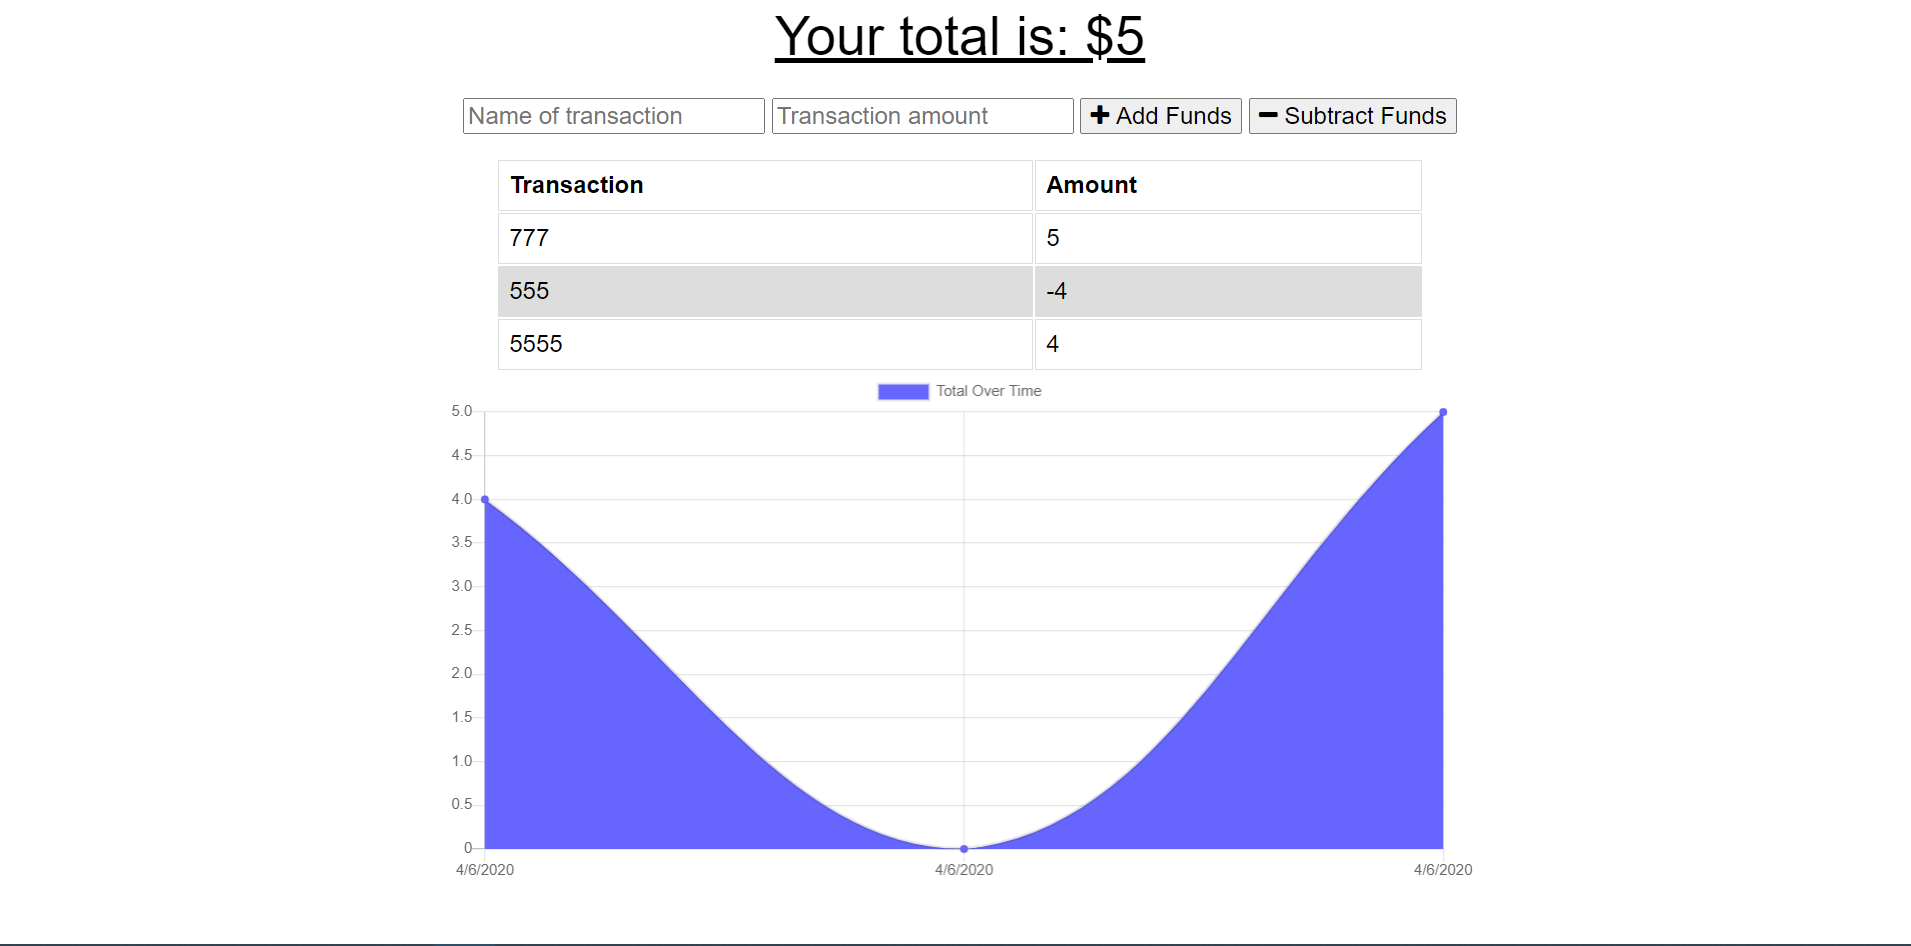 Your total is: $5
Name of transaction Transaction amount Add Funds Subtract Funds
Transaction Amount
777 5
555 -4
5555 4
Total Over Time
5.0
4.5
4.0
3.5
3.0
2.5
2.0
1.5
1.0
0.5
0
4/6/2020 4/6/2020 4/6/2020